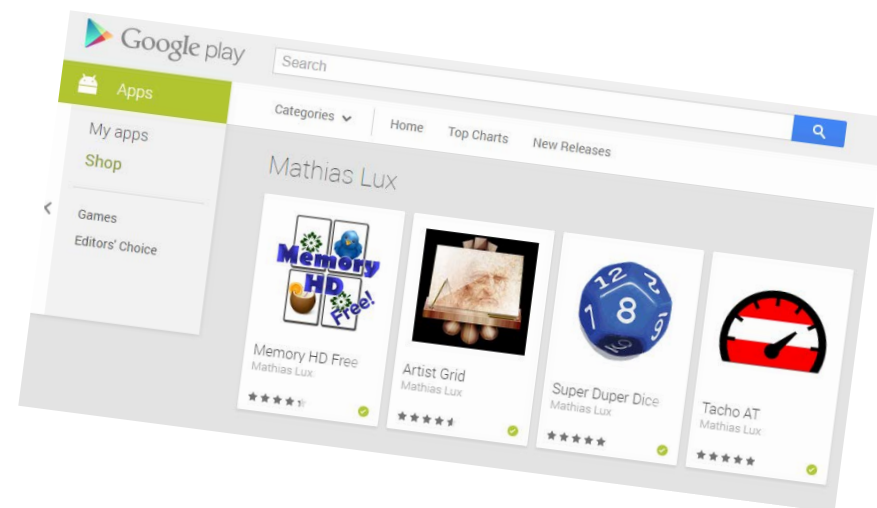 Google play
Search
Apps
Categories Home Top Charts New Releases
My apps
Shop
Games
Editors' Choice
Mathias Lux
Memory
HD
Free!
12
2
7
8
Memory HD Free
Mathias Lux
Artist Grid
Mathias Lux
Super Duper Dice
Mathias Lux
Tacho AT
Mathias Lux